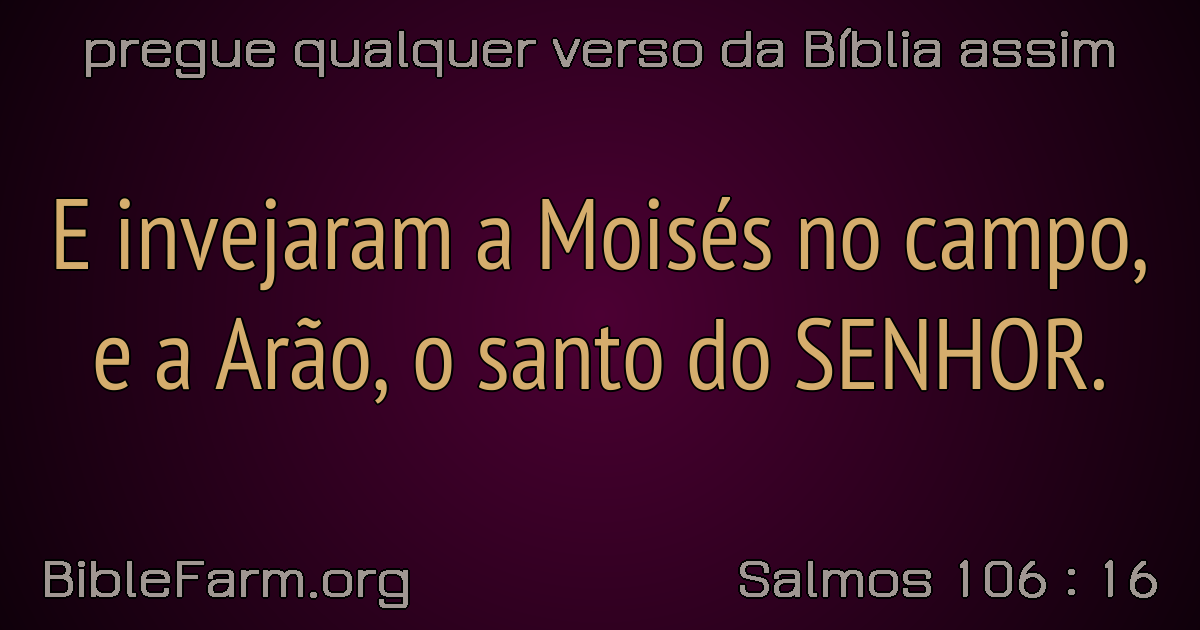 pregue qualquer verso da Bíblia assim
E invejaram a Moisés no campo,
e a Arão, o santo do SENHOR.
BibleFarm.org
Salmos 106 : 16